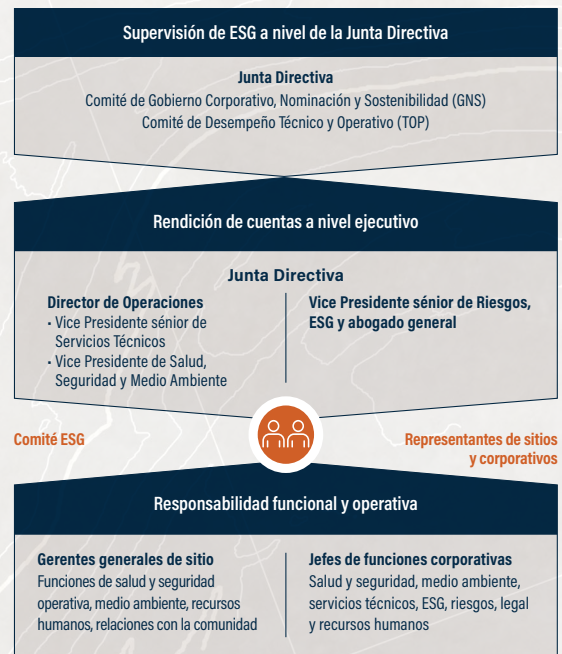 Supervisión de ESG a nivel de la Junta Directiva
Junta Directiva
Comité de Gobierno Corporativo, Nominación y Sostenibilidad (GNS)
Comité de Desempeño Técnico y Operativo (TOP)
Rendición de cuentas a nivel ejecutivo
Junta Directiva
Director de Operaciones
• Vice Presidente sénior de
Servicios Técnicos
• Vice Presidente de Salud,
Seguridad y Medio Ambiente
Vice Presidente sénior de Riesgos,
ESG y abogado general
Comité ESG
Representantes de sitios
y corporativos
Responsabilidad funcional y operativa
Gerentes generales de sitio
Funciones de salud y seguridad
operativa, medio ambiente, recursos
humanos, relaciones con la comunidad
Jefes de funciones corporativas
Salud y seguridad, medio ambiente,
servicios técnicos, ESG, riesgos, legal
y recursos humanos